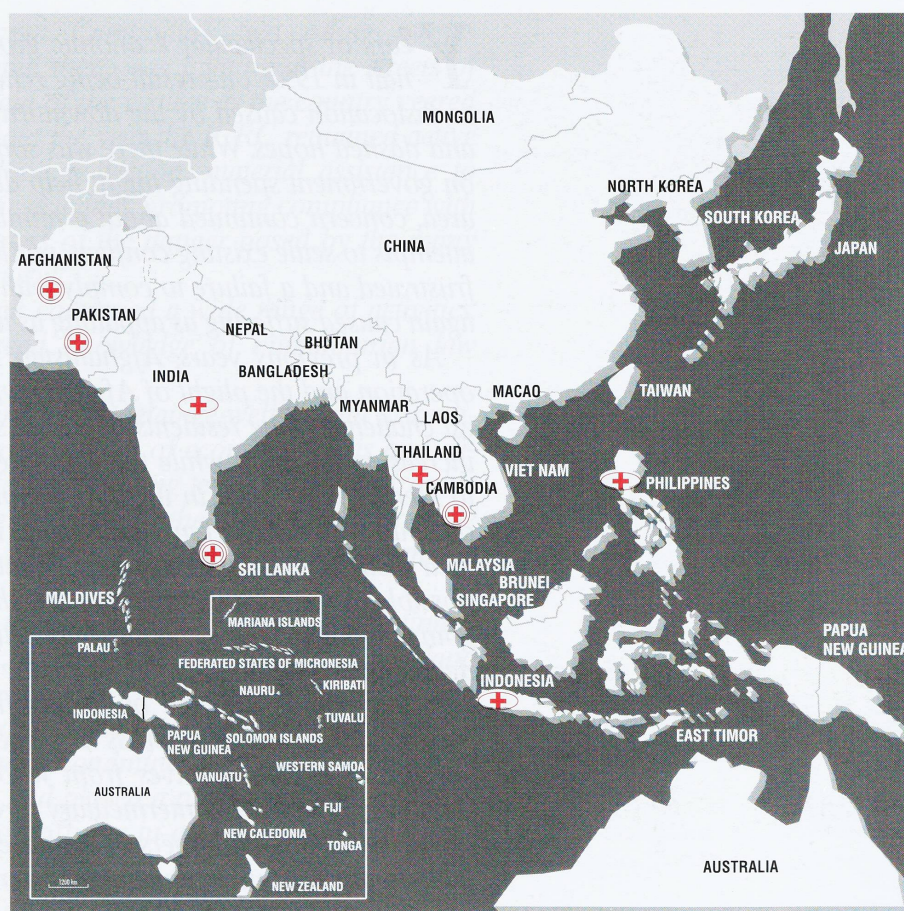 MONGOLIA
NORTH KOREA
SOUTH KOREA
CHINA
JAPAN
AFGHANISTAN
PAKISTAN
NEPAL
BHUTAN
BANGLADESH
INDIA
MACAO
TAIWAN
MYANMAR
LAOS
THAILAND
VIET NAM
CAMBODIA
PHILIPPINES
SRI LANKA
MALAYSIA
BRUNEI
SINGAPORE
MALDIVES
PAPUA
NEW GUINEA
INDONESIA
EAST TIMOR
AUSTRALIA
MARIANA ISLANDS
PALAU
FEDERATED STATES OF MICRONESIA
NAURU
KIRIBATI
INDONESIA
TUVALU
SOLOMON ISLANDS
PAPUA
NEW GUINEA
WESTERN SAMOA
VANUATU
AUSTRALIA
FIJI
NEW CALEDONIA
TONGA
NEW ZEALAND
1200 km